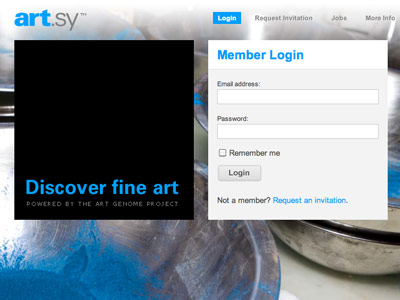 art.sy™
Login Request Invitation Jobs More Info
Member Login
Email address:
Password:
Remember me
Login
Not a member? Request an invitation.
Discover fine art
POWERED BY THE ART GENOME PROJECT